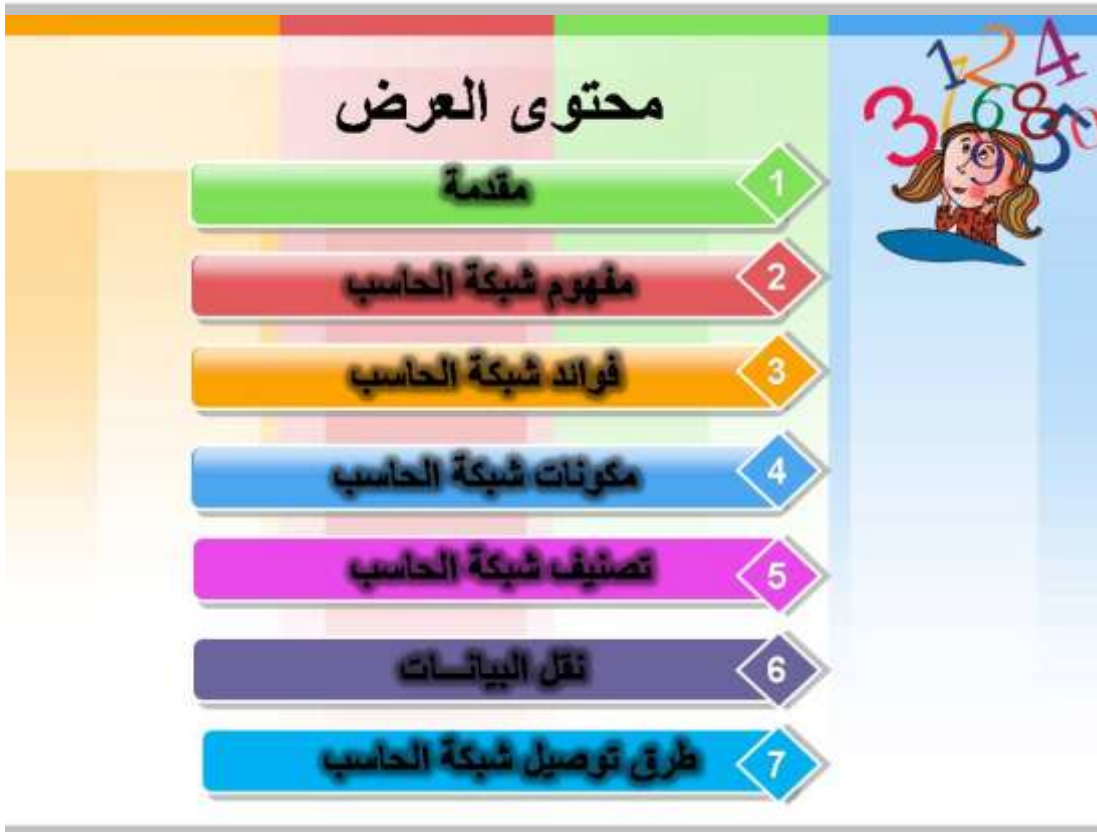 محتوى العرض
1 مقدمة
2 مفهوم شبكة الحاسب
3 فوائد شبكة الحاسب
4 مكونات شبكة الحاسب
5 تصنيف شبكة الحاسب
6 نقل البيانـــات
7 طرق توصيل شبكة الحاسب